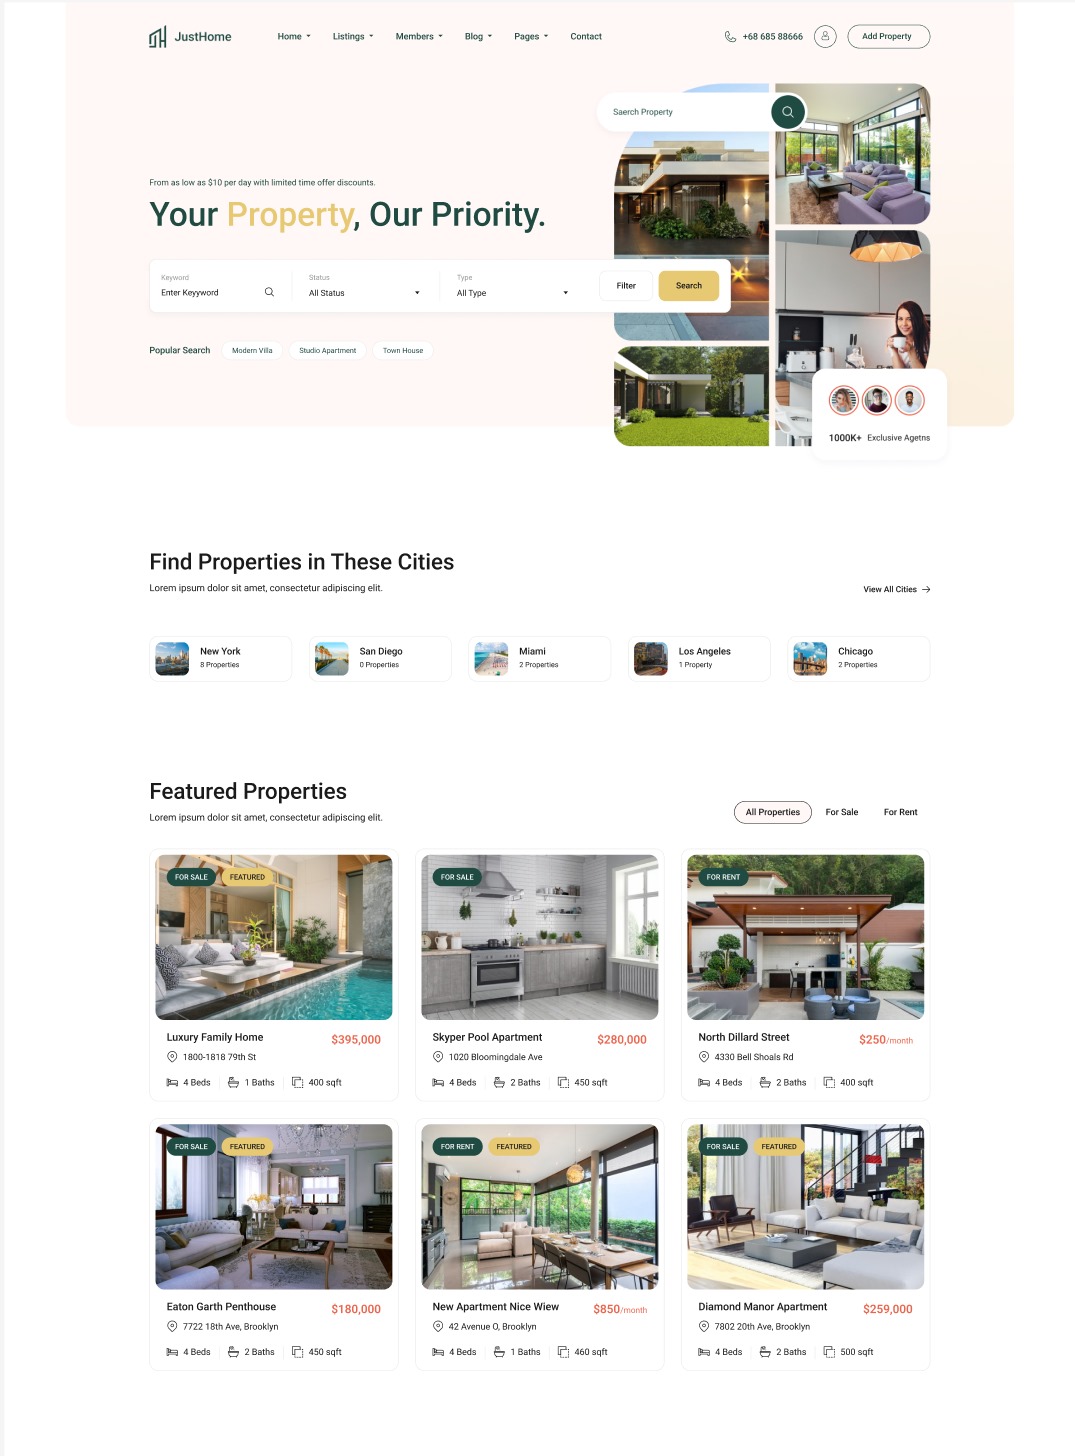 JustHome
Home
Listings
Members
Blog
Pages
Contact
+68 685 88666
Add Property
Saerch Property
From as low as $10 per day with limited time offer discounts.
Your Property, Our Priority.
Keyword
Enter Keyyword
Status
All Status
Type
All Type
Filter
Search
Popular Search
Modern Villa
Studio Apartment
Town House
1000K+ Exclusive Agetns
Find Properties in These Cities
Lorem ipsum dolor sit amet, consectetur adipiscing elit.
View All Cities
New York
8 Properties
San Diego
0 Properties
Miami
2 Properties
Los Angeles
1 Property
Chicago
2 Properties
Featured Properties
Lorem ipsum dolor sit amet, consectetur adipiscing elit.
All Properties
For Sale
For Rent
FOR SALE
FEATURED
Luxury Family Home
$395,000
1800-1818 79th St
4 Beds
1 Baths
400 sqft
FOR SALE
Skyper Pool Apartment
$280,000
1020 Bloomingdale Ave
4 Beds
2 Baths
450 sqft
FOR RENT
North Dillard Street
$250/month
4330 Bell Shoals Rd
4 Beds
2 Baths
400 sqft
FOR SALE
FEATURED
Eaton Garth Penthouse
$180,000
7722 18th Ave, Brooklyn
4 Beds
2 Baths
450 sqft
FOR RENT
FEATURED
New Apartment Nice Wiew
$850/month
42 Avenue O, Brooklyn
4 Beds
1 Baths
460 sqft
FOR SALE
FEATURED
Diamond Manor Apartment
$259,000
7802 20th Ave, Brooklyn
4 Beds
2 Baths
500 sqft